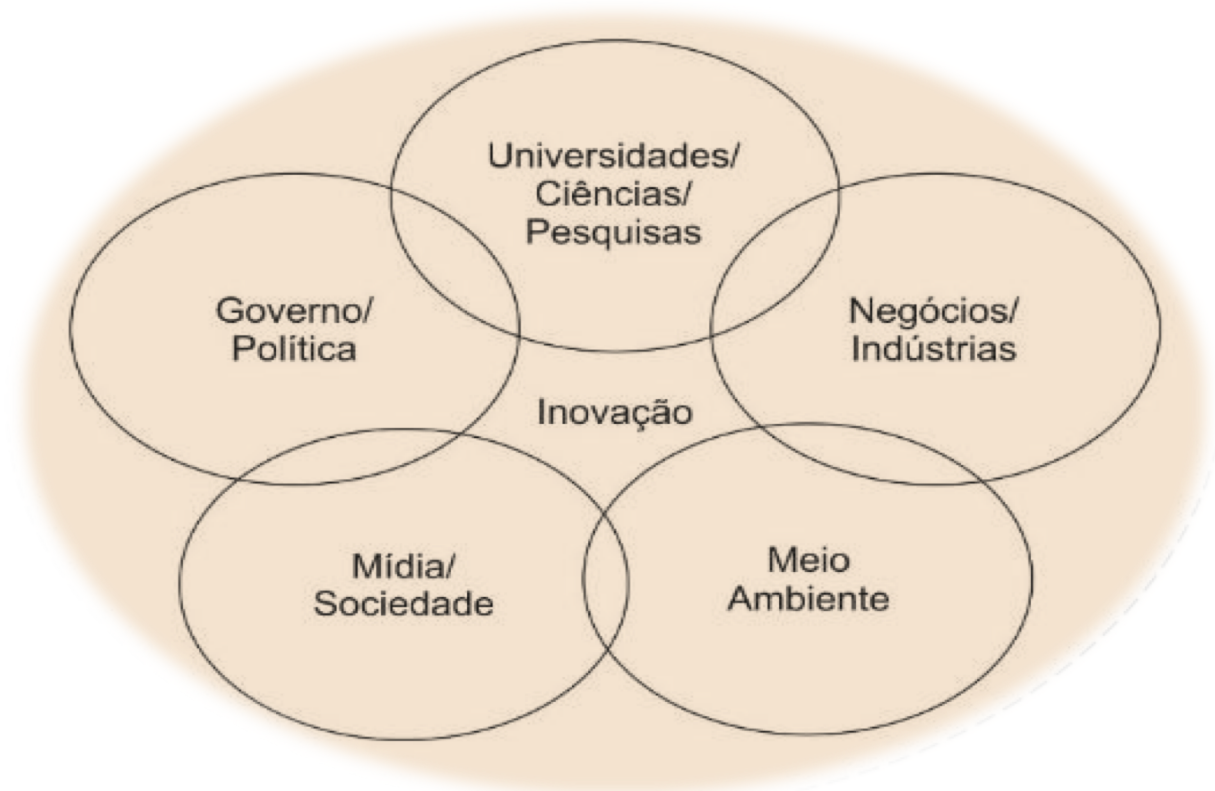 Universidades/
Ciências/
Pesquisas
Governo/
Política
Negócios/
Indústrias
Inovação
Mídia/
Sociedade
Meio
Ambiente